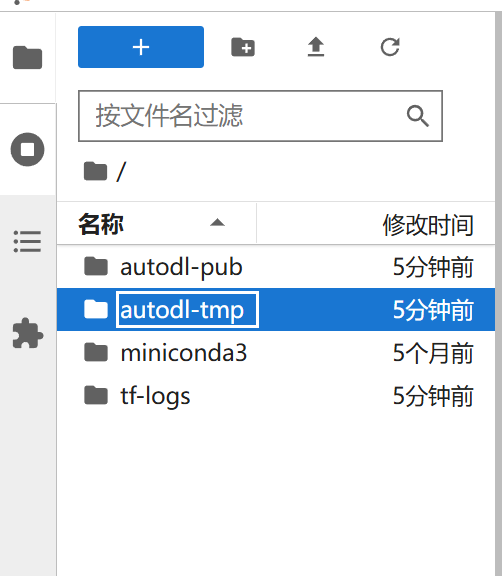 按文件名过滤
/
名称 修改时间
autodl-pub 5分钟前
autodl-tmp 5分钟前
miniconda3 5个月前
tf-logs 5分钟前